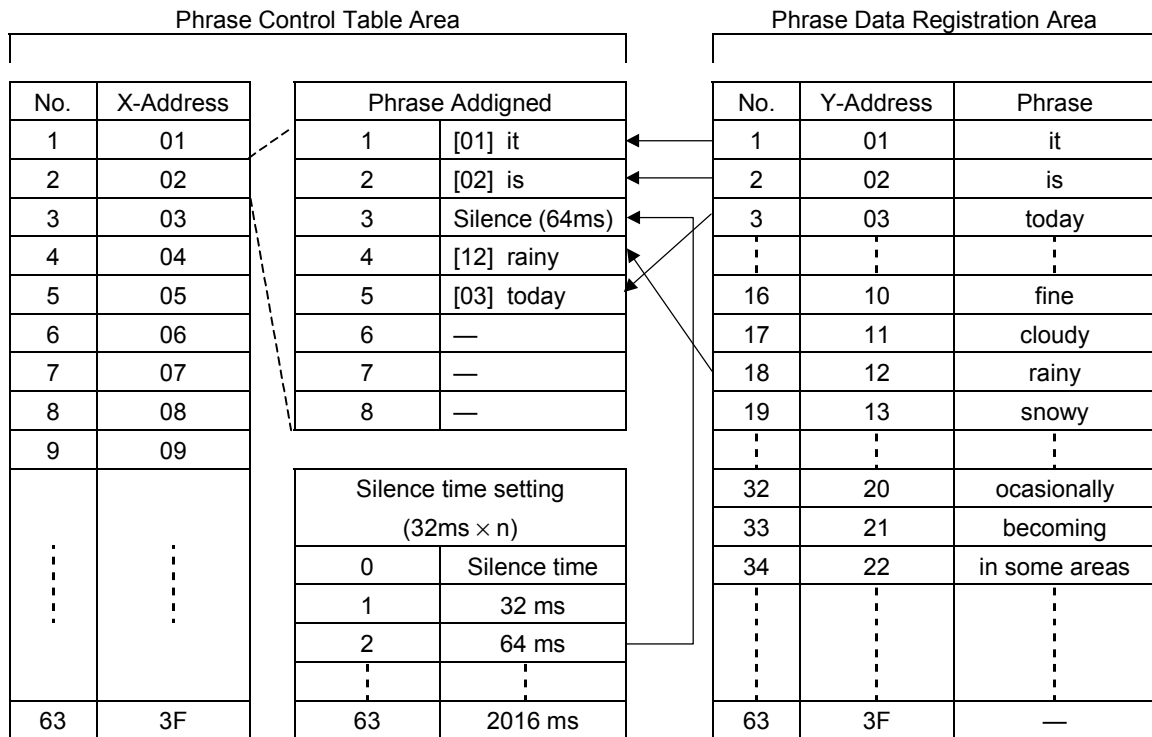 Phrase Control Table Area
Phrase Data Registration Area
No. X-Address
1 01
2 02
3 03
4 04
5 05
6 06
7 07
8 08
9 09
63 3F
Phrase Addigned
1 [01] it
2 [02] is
3 Silence (64ms)
4 [12] rainy
5 [03] today
6 —
7 —
8 —
Silence time setting
(32ms × n)
0 Silence time
1 32 ms
2 64 ms
63 2016 ms
No. Y-Address Phrase
1 01 it
2 02 is
3 03 today
16 10 fine
17 11 cloudy
18 12 rainy
19 13 snowy
32 20 ocasionally
33 21 becoming
34 22 in some areas
63 3F —